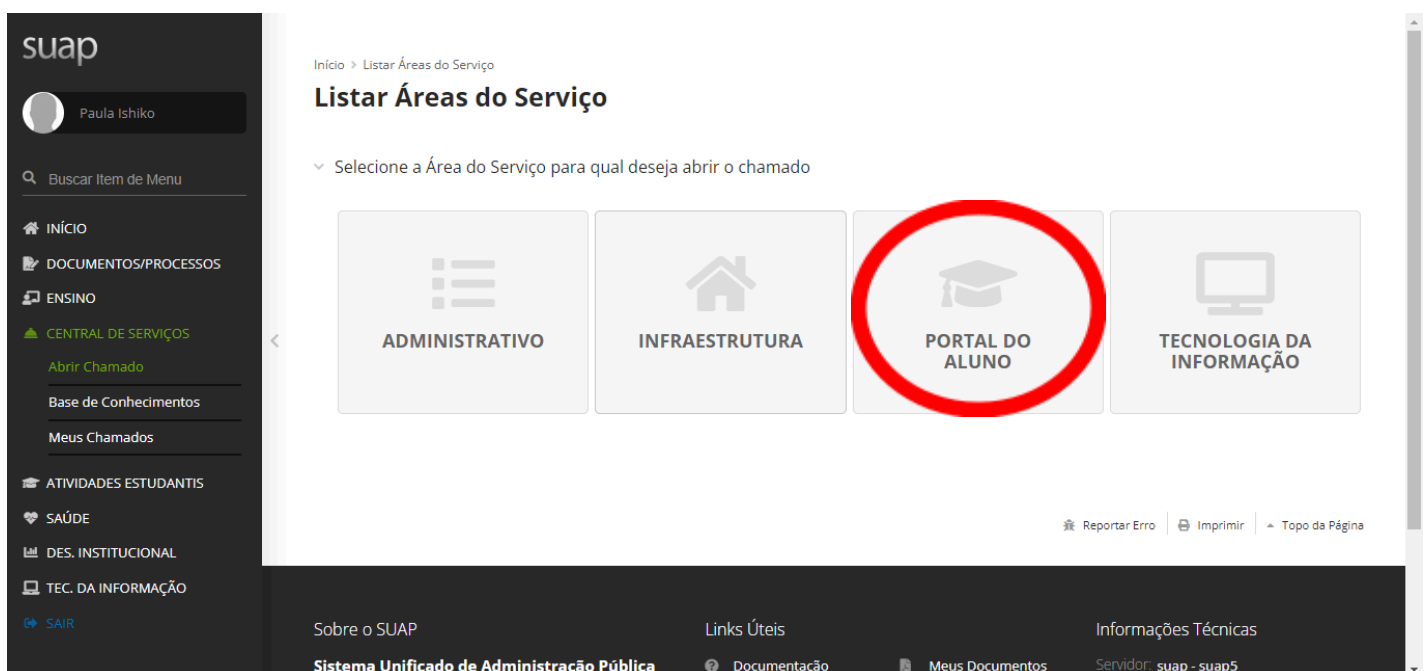 suap
Paula Ishiko
Buscar Item de Menu
INÍCIO
DOCUMENTOS/PROCESSOS
ENSINO
CENTRAL DE SERVIÇOS
Abrir Chamado
Base de Conhecimentos
Meus Chamados
ATIVIDADES ESTUDANTIS
SAÚDE
DES. INSTITUCIONAL
TEC. DA INFORMAÇÃO
SAIR
Início > Listar Áreas do Serviço
Listar Áreas do Serviço
Selecione a Área do Serviço para qual deseja abrir o chamado
ADMINISTRATIVO
INFRAESTRUTURA
PORTAL DO
ALUNO
TECNOLOGIA DA
INFORMAÇÃO
Reportar Erro
Imprimir
Topo da Página
Sobre o SUAP
Sistema Unificado de Administração Pública
Links Úteis
Documentação
Meus Documentos
Informações Técnicas
Servidor: suap - suap5